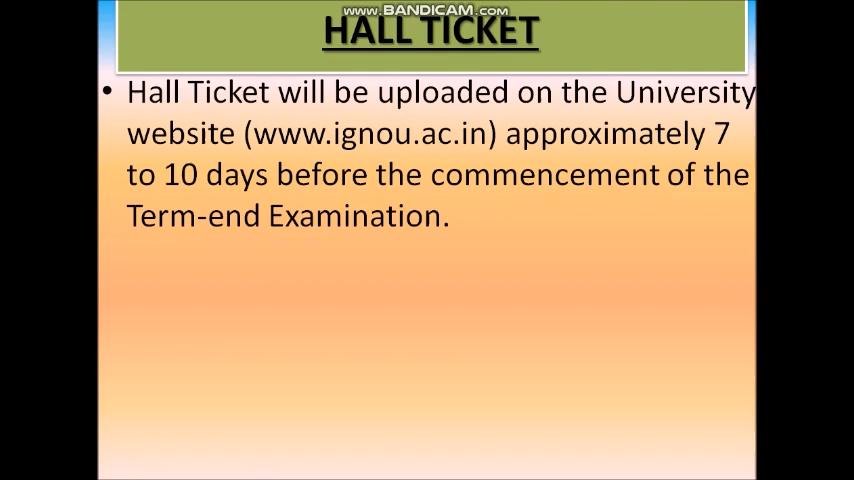 www.BANDICAM.com
HALL TICKET
• Hall Ticket will be uploaded on the University
website (www.ignou.ac.in) approximately 7
to 10 days before the commencement of the
Term-end Examination.